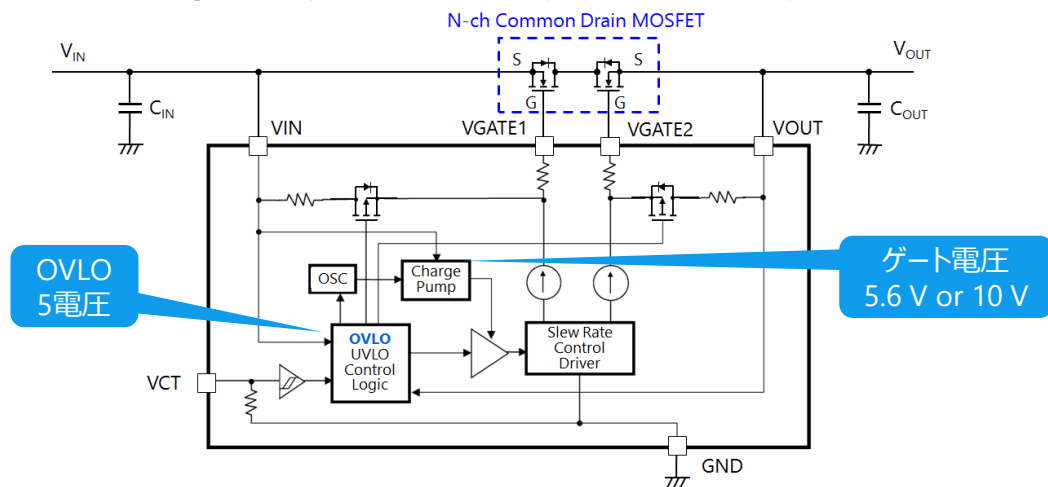 N-ch Common Drain MOSFET
VIN
VOUT
S
S
G
G
CIN
COUT
VIN
VGATE1
VGATE2
VOUT
OVLO
5電圧
ゲート電圧
5.6 V or 10 V
OSC
Charge
Pump
OVLO
UVLO
Control
Logic
Slew Rate
Control
Driver
VCT
GND